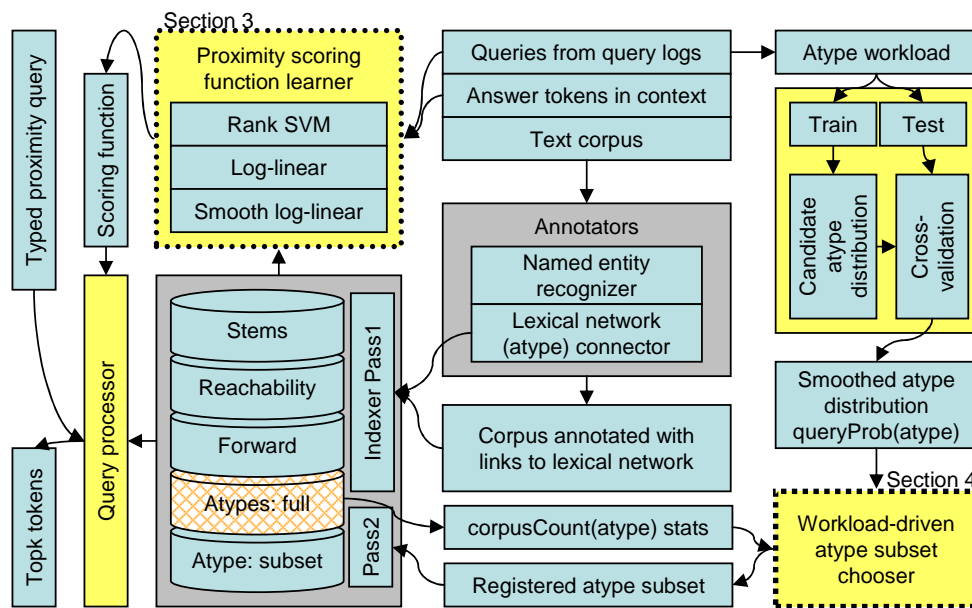 Section 3
Typed proximity query
Scoring function
Proximity scoring
function learner
Rank SVM
Log-linear
Smooth log-linear
Queries from query logs
Answer tokens in context
Text corpus
Atype workload
Train
Test
Candidate
atype
distribution
Cross-
validation
Annotators
Named entity
recognizer
Lexical network
(atype) connector
Stems
Reachability
Forward
Atypes: full
Atype: subset
Indexer Pass1
Pass2
Query processor
Topk tokens
Corpus annotated with
links to lexical network
Smoothed atype
distribution
queryProb(atype)
Section 4
corpusCount(atype) stats
Registered atype subset
Workload-driven
atype subset
chooser